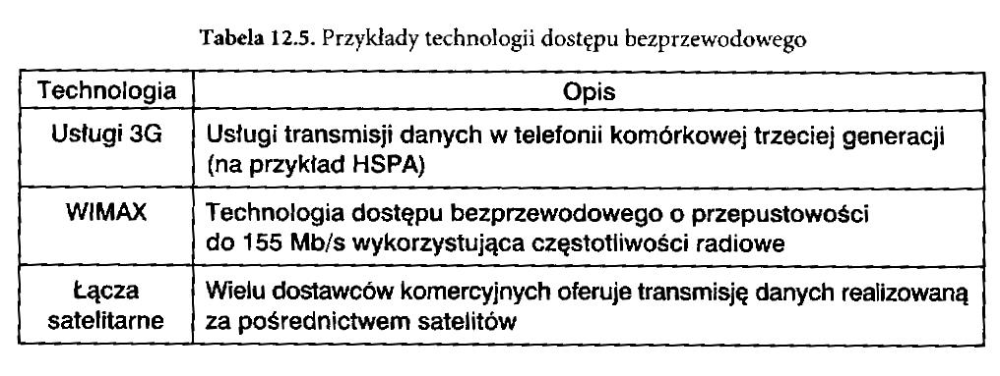 Tabela 12.5. Przykłady technologii dostępu bezprzewodowego
Technologia Opis
Usługi 3G Usługi transmisji danych w telefonii komórkowej trzeciej generacji
(na przykład HSPA)
WIMAX Technologia dostępu bezprzewodowego o przepustowości
do 155 Mb/s wykorzystująca częstotliwości radiowe
Łącza Wielu dostawców komercyjnych oferuje transmisję danych realizowaną
satelitarne za pośrednictwem satelitów